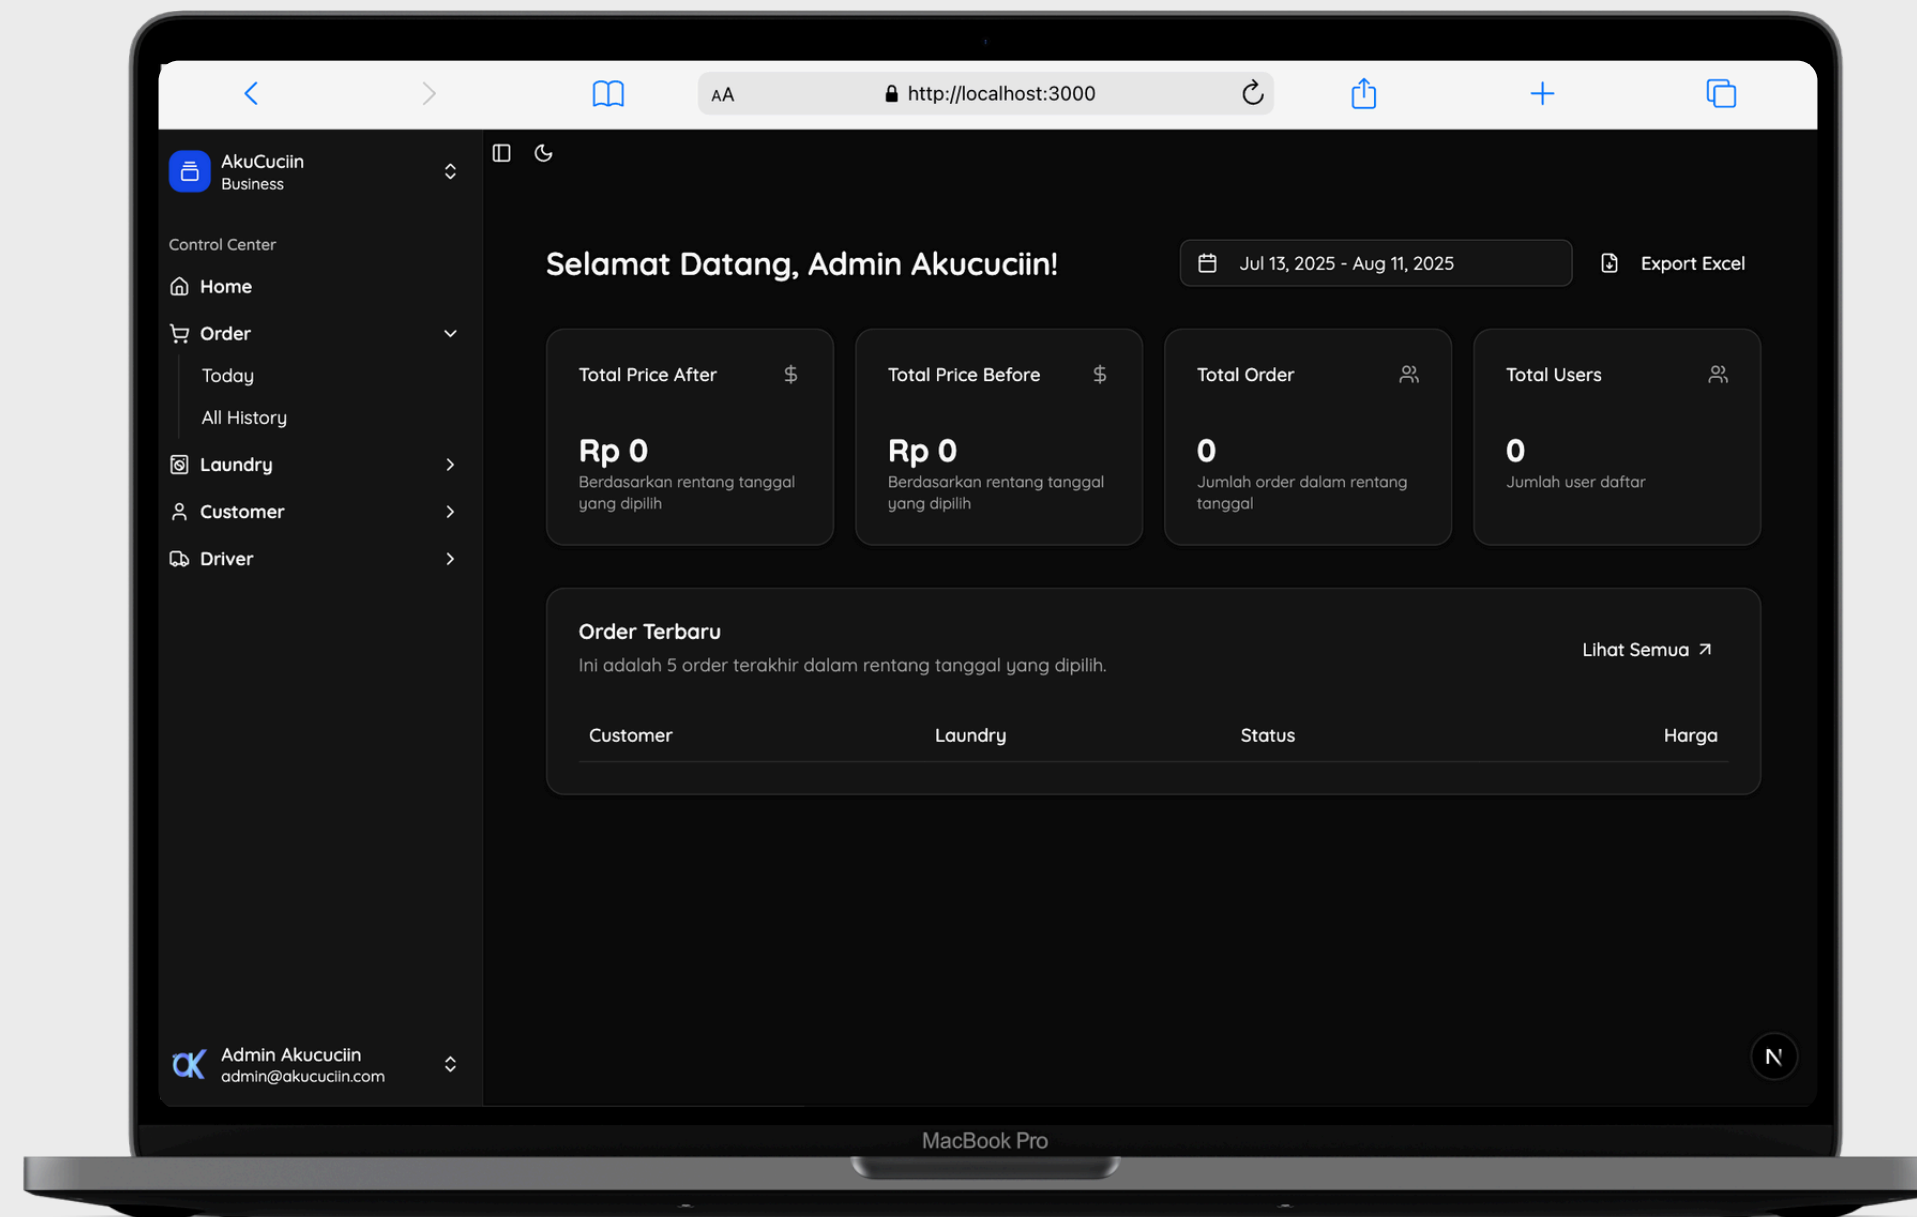 AA
http://localhost:3000
AkuCuciin
Business
Control Center
Home
Order
Today
All History
Laundry
Customer
Driver
Admin Akucuciin
admin@akucuciin.com
Selamat Datang, Admin Akucuciin!
Jul 13, 2025 - Aug 11, 2025
Export Excel
Total Price After
$
Rp 0
Berdasarkan rentang tanggal
yang dipilih
Total Price Before
$
Rp 0
Berdasarkan rentang tanggal
yang dipilih
Total Order
0
Jumlah order dalam rentang
tanggal
Total Users
0
Jumlah user daftar
Order Terbaru
Ini adalah 5 order terakhir dalam rentang tanggal yang dipilih.
Lihat Semua
Customer Laundry Status Harga
N
MacBook Pro